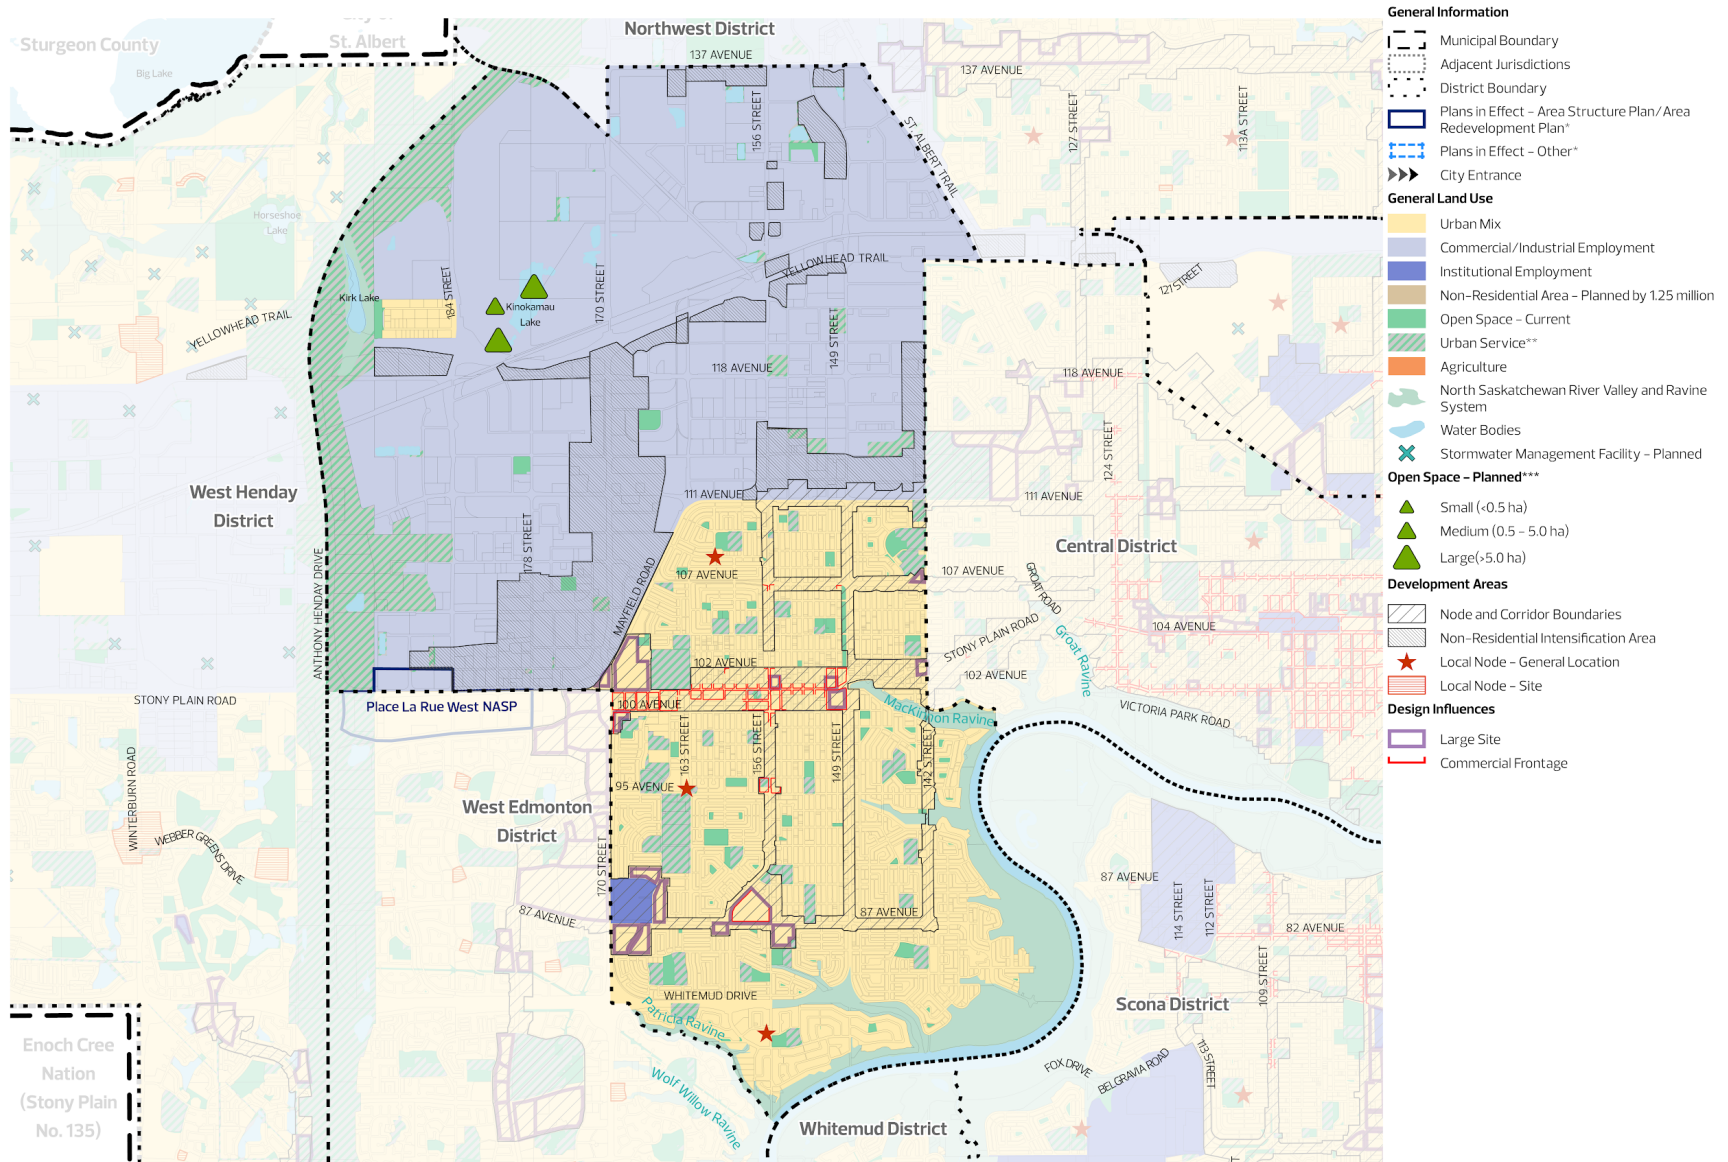 Northwest District
City of
St. Albert
Sturgeon County
Big Lake
137 AVENUE
137 AVENUE
156 STREET
127 STREET
113A STREET
ST. ALBERT TRAIL
Horseshoe
Lake
Kirk Lake
184 STREET
Kinokamau
Lake
170 STREET
YELLOWHEAD TRAIL
YELLOWHEAD TRAIL
149 STREET
121 STREET
118 AVENUE
118 AVENUE
124 STREET
West Henday
District
111 AVENUE
111 AVENUE
178 STREET
Central District
107 AVENUE
107 AVENUE
MAYFIELD ROAD
ANTHONY HENDAY DRIVE
GROAT ROAD
STONY PLAIN ROAD
Groat Ravine
104 AVENUE
102 AVENUE
102 AVENUE
STONY PLAIN ROAD
Place La Rue West NASP
100 AVENUE
MacKinnon Ravine
VICTORIA PARK ROAD
163 STREET
156 STREET
149 STREET
142 STREET
WINTERBURN ROAD
95 AVENUE
West Edmonton
District
WEBBER GREENS DRIVE
170 STREET
87 AVENUE
87 AVENUE
87 AVENUE
114 STREET
112 STREET
82 AVENUE
109 STREET
WHITEMUD DRIVE
Patricia Ravine
Scona District
Enoch Cree
Nation
(Stony Plain
No. 135)
Wolf Willow Ravine
FOX DRIVE
BELGRAVIA ROAD
113 STREET
Whitemud District
General Information
Municipal Boundary
Adjacent Jurisdictions
District Boundary
Plans in Effect – Area Structure Plan/Area
Redevelopment Plan*
Plans in Effect – Other*
City Entrance
General Land Use
Urban Mix
Commercial/Industrial Employment
Institutional Employment
Non-Residential Area – Planned by 1.25 million
Open Space – Current
Urban Service**
Agriculture
North Saskatchewan River Valley and Ravine
System
Water Bodies
Stormwater Management Facility – Planned
Open Space – Planned***
Small (<0.5 ha)
Medium (0.5 – 5.0 ha)
Large(>5.0 ha)
Development Areas
Node and Corridor Boundaries
Non-Residential Intensification Area
Local Node – General Location
Local Node – Site
Design Influences
Large Site
Commercial Frontage